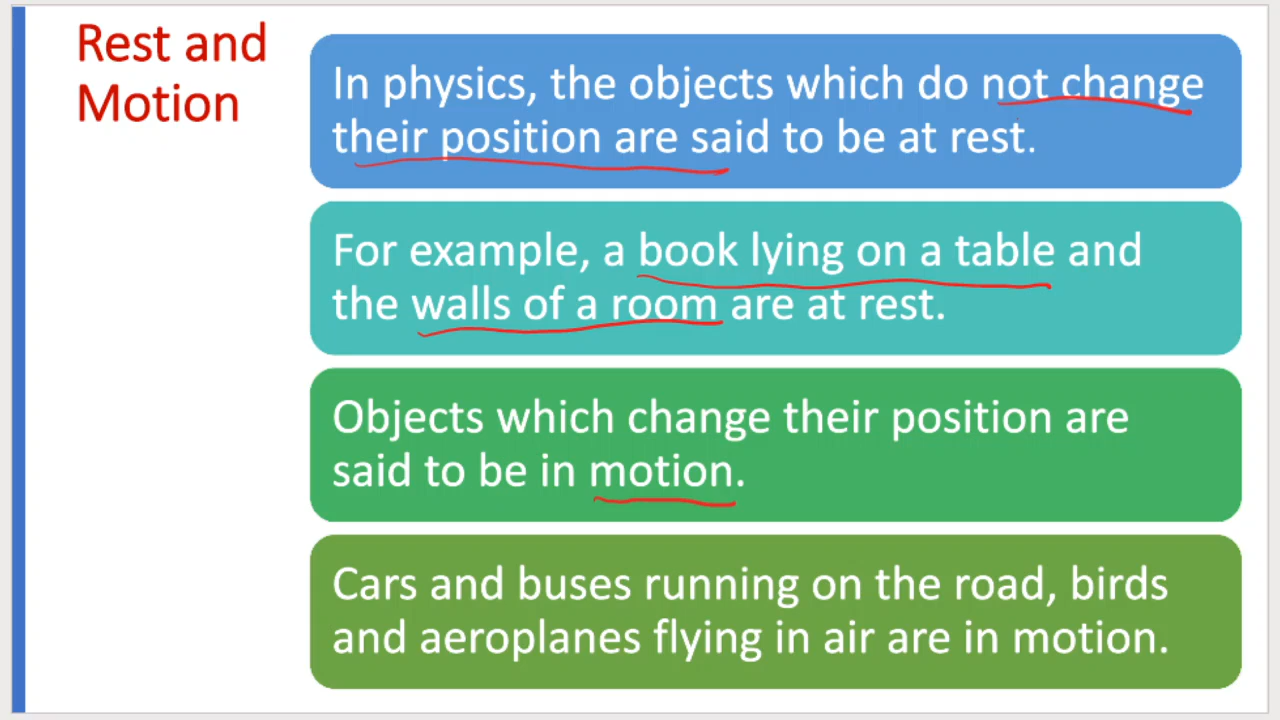 Rest and
Motion
In physics, the objects which do not change
their position are said to be at rest.
For example, a book lying on a table and
the walls of a room are at rest.
Objects which change their position are
said to be in motion.
Cars and buses running on the road, birds
and aeroplanes flying in air are in motion.